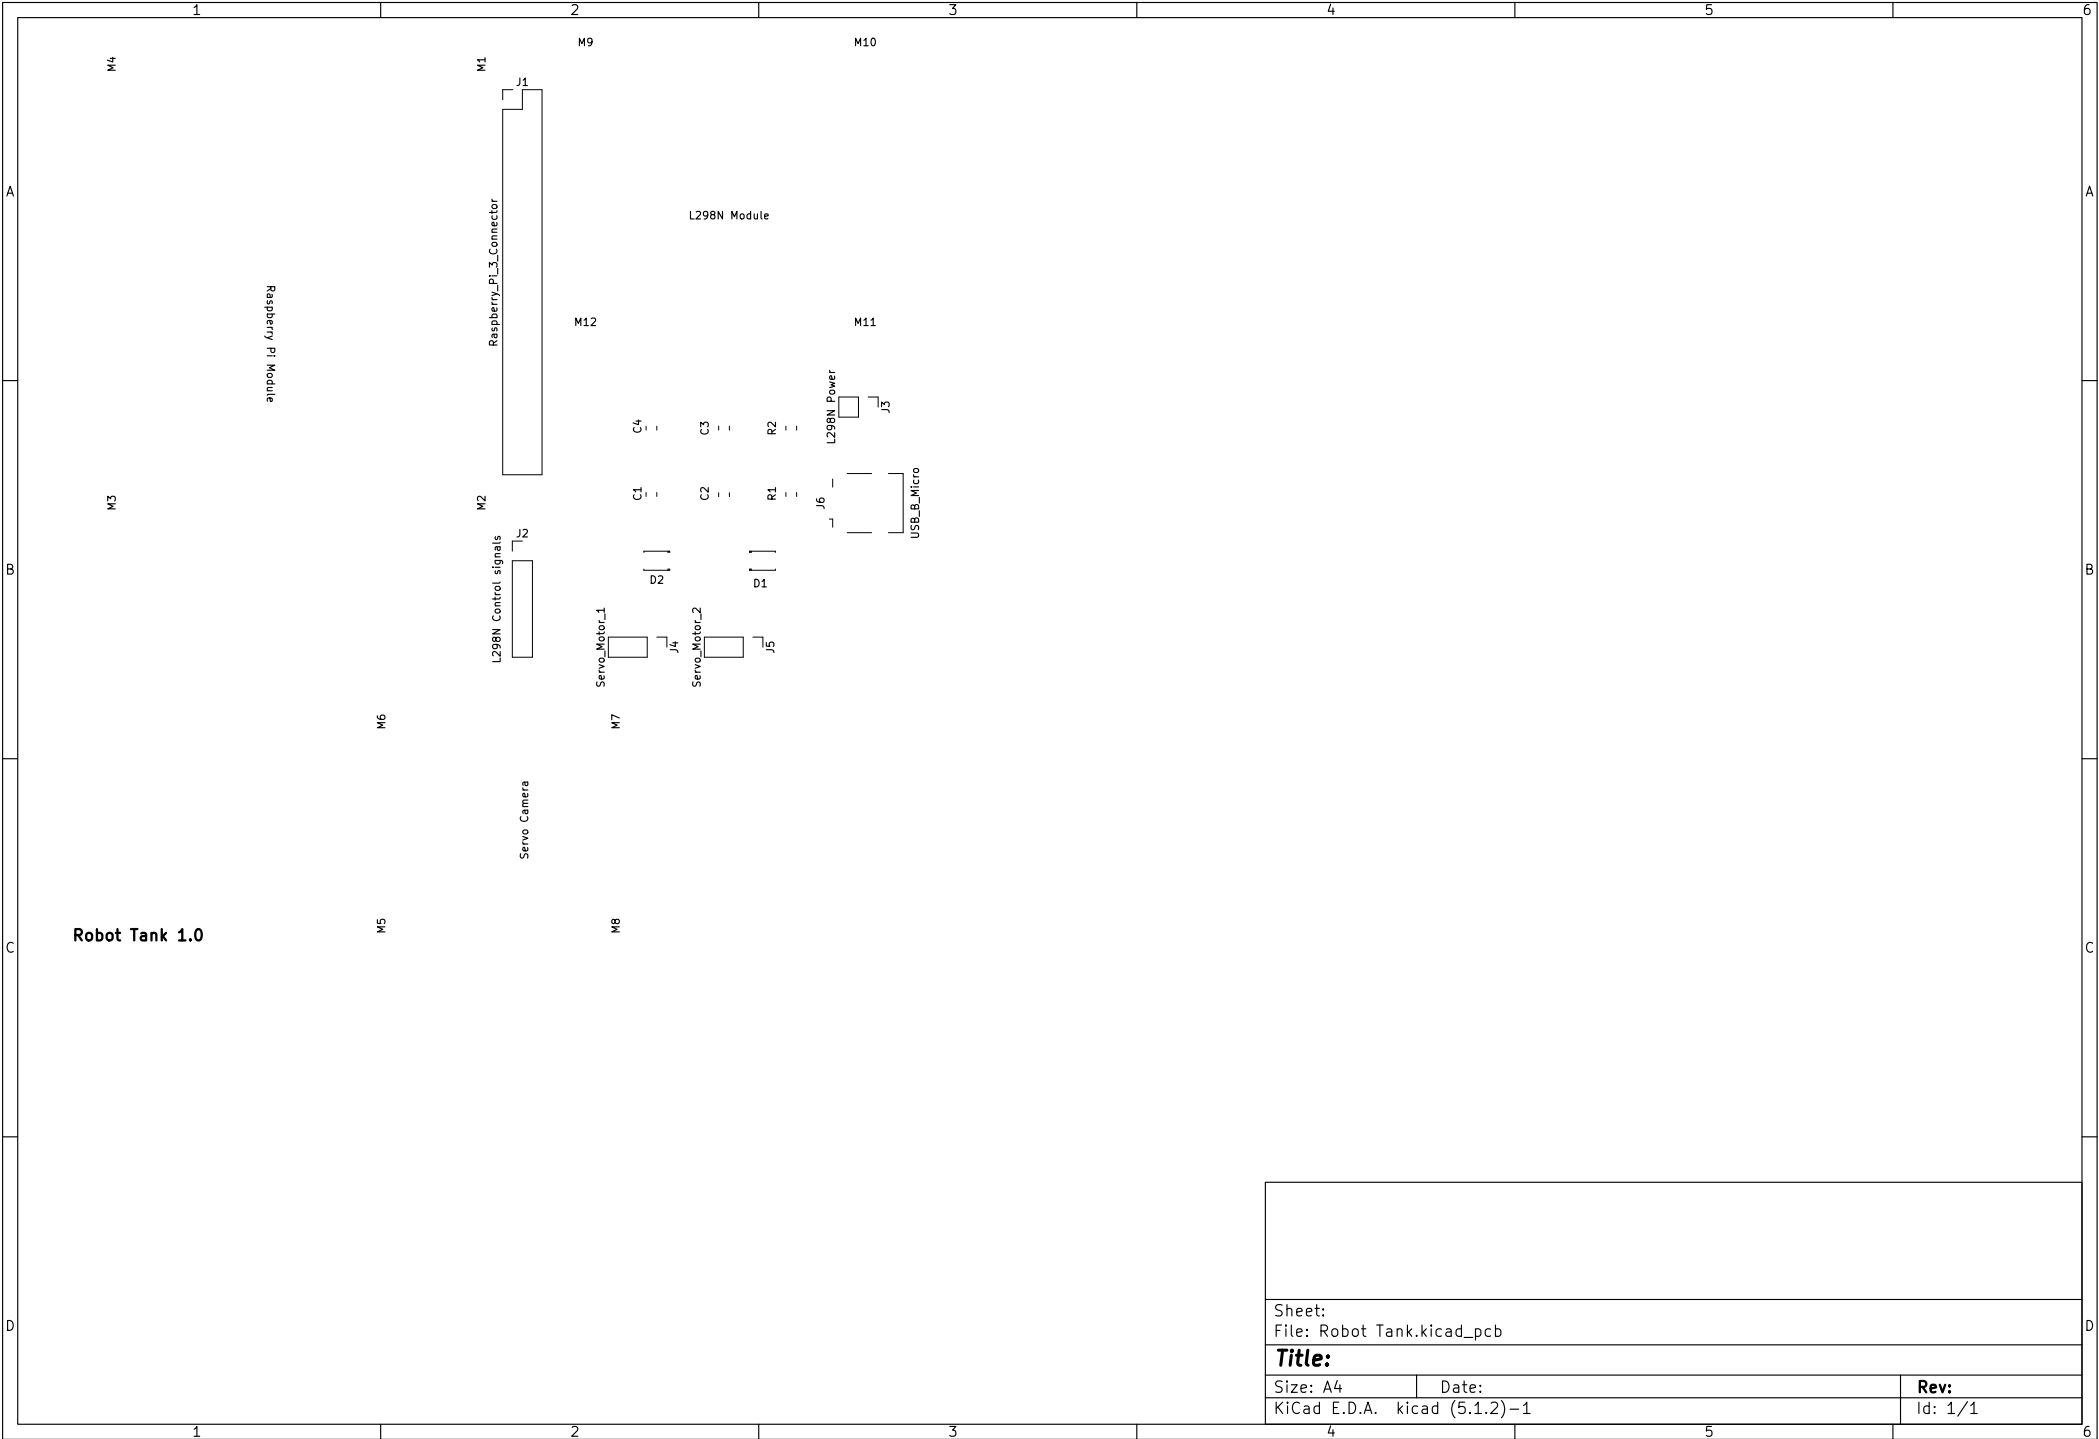 1 2 3 4 5 6
M9 M10
M4 M1
J1
A A
Raspberry_Pi_3_Connector
L298N Module
Raspberry Pi Module
M12 M11
L298N Power
J3
C4 C3 R2
M3 M2
C1 C2 R1
J6
USB_B_Micro
J2
L298N Control signals
B B
D2 D1
Servo_Motor_1
J4
Servo_Motor_2
J5
M6 M7
Servo Camera
M5 M8
Robot Tank 1.0
C C
Sheet:
File: Robot Tank.kicad_pcb
D D
Title:
Size: A4 Date: Rev:
KiCad E.D.A. kicad (5.1.2)-1 Id: 1/1
1 2 3 4 5 6